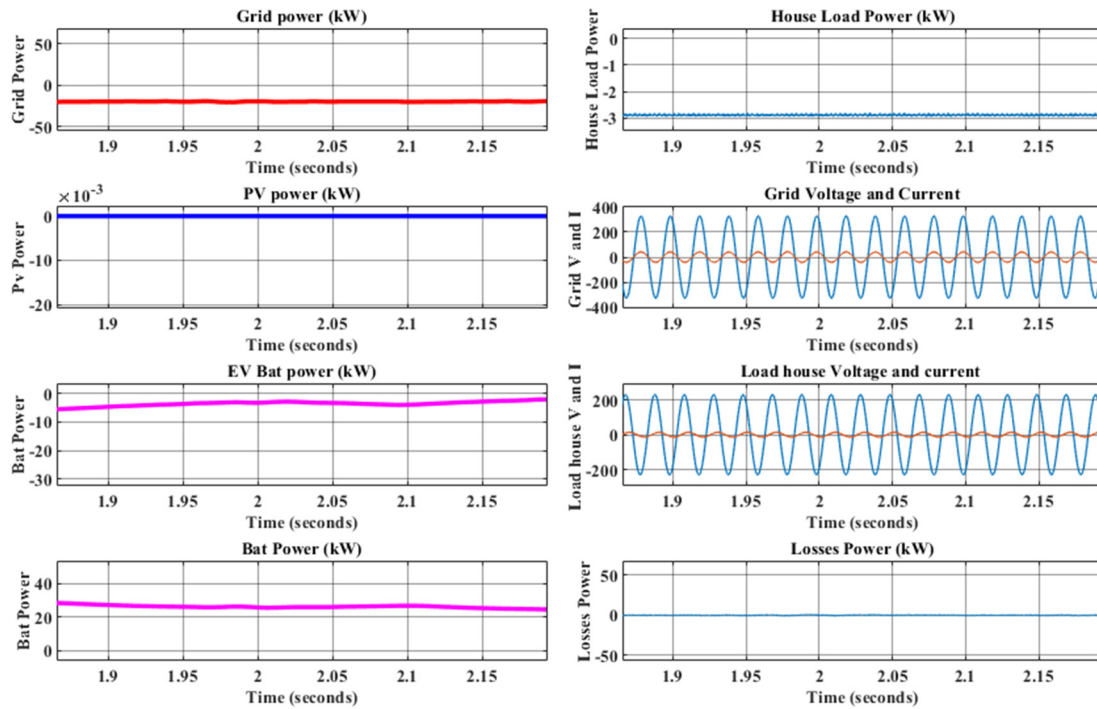 Grid power (kW)
Grid Power
50
0
-50
1.9 1.95 2 2.05 2.1 2.15
Time (seconds)
×10-3
PV power (kW)
Pv Power
0
-10
-20
1.9 1.95 2 2.05 2.1 2.15
Time (seconds)
EV Bat power (kW)
Bat Power
0
-10
-20
-30
1.9 1.95 2 2.05 2.1 2.15
Time (seconds)
Bat Power (kW)
Bat Power
40
20
0
1.9 1.95 2 2.05 2.1 2.15
Time (seconds)
House Load Power (kW)
House Load Power
0
-1
-2
-3
1.9 1.95 2 2.05 2.1 2.15
Time (seconds)
Grid Voltage and Current
Grid V and I
400
200
0
-200
-400
1.9 1.95 2 2.05 2.1 2.15
Time (seconds)
Load house Voltage and current
Load house V and I
200
0
-200
1.9 1.95 2 2.05 2.1 2.15
Time (seconds)
Losses Power (kW)
Losses Power
50
0
-50
1.9 1.95 2 2.05 2.1 2.15
Time (seconds)